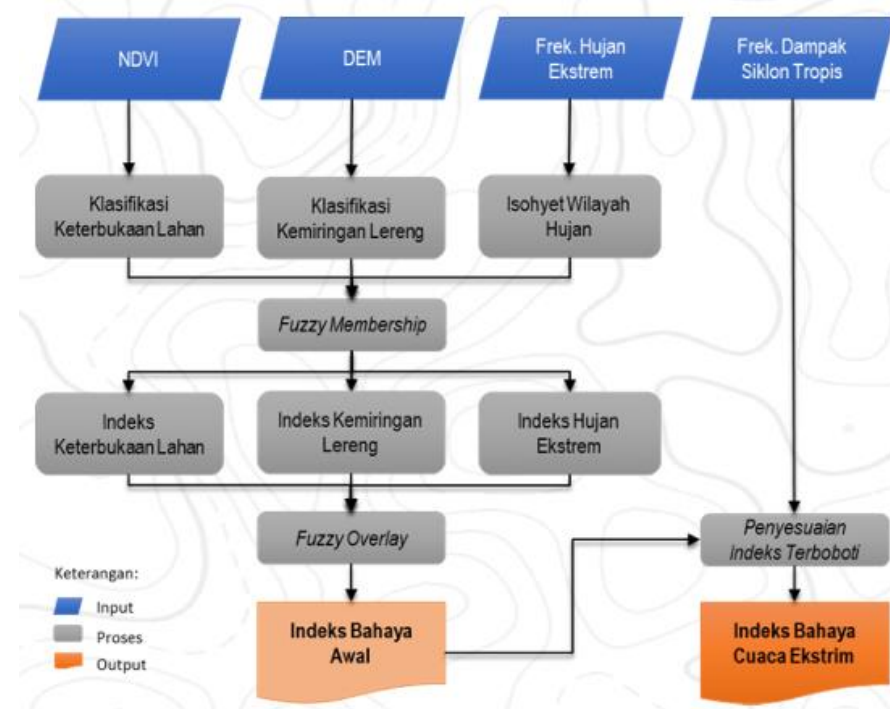 NDVI
DEM
Frek. Hujan
Ekstrem
Frek. Dampak
Siklon Tropis
Klasifikasi
Keterbukaan Lahan
Klasifikasi
Kemiringan Lereng
Isohyet Wilayah
Hujan
Fuzzy Membership
Indeks
Keterbukaan Lahan
Indeks Kemiringan
Lereng
Indeks Hujan
Ekstrem
Fuzzy Overlay
Penyesuaian
Indeks Terboboti
Keterangan:
Input
Proses
Output
Indeks Bahaya
Awal
Indeks Bahaya
Cuaca Ekstrim